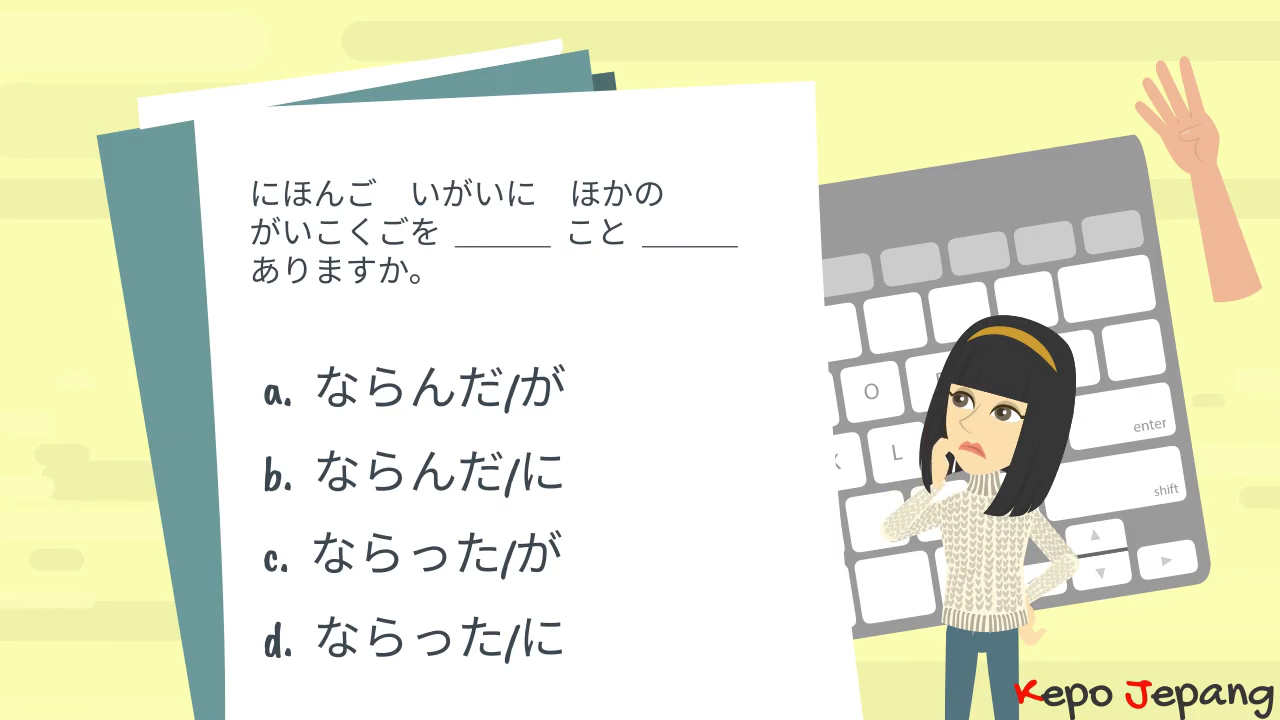 にほんご　いがいに　ほかの
がいこくごを ______ こと ______
ありますか。
a. ならんだ/が
b. ならんだ/に
c. ならった/が
d. ならった/に
O
L
enter
shift
Kepo Jepang